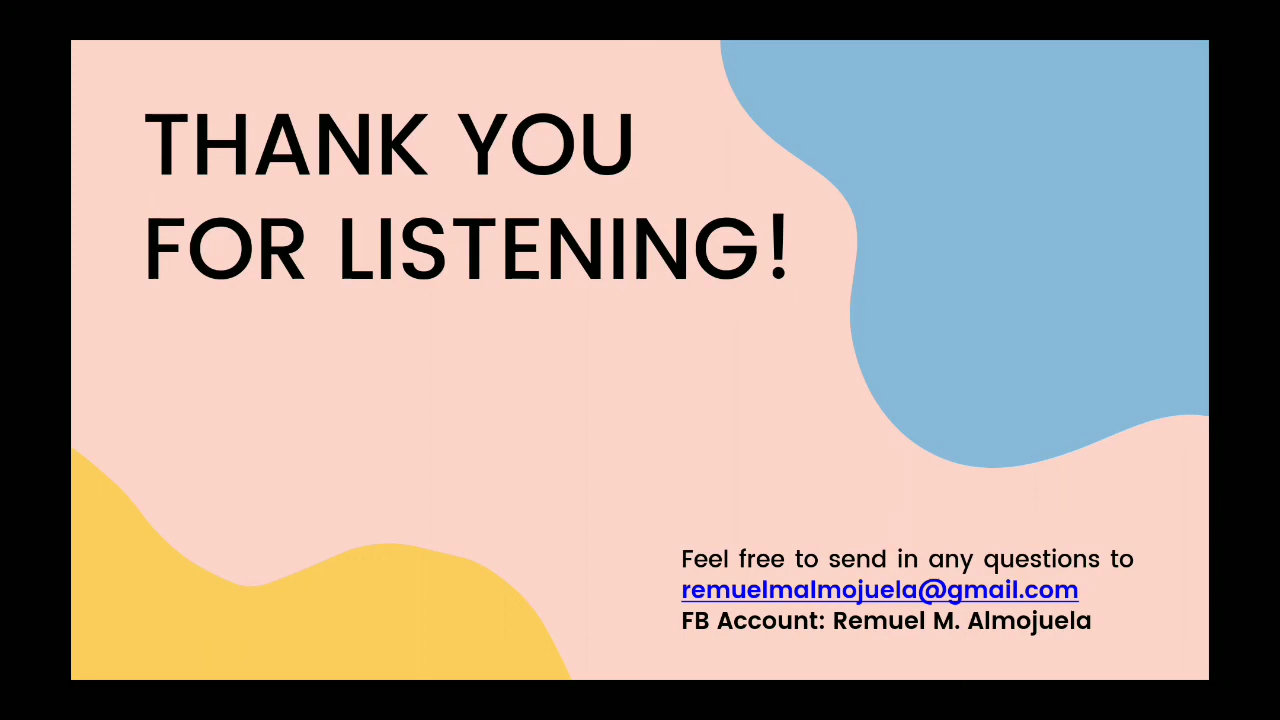 THANK YOU
FOR LISTENING!
Feel free to send in any questions to
remuelmalmojuela@gmail.com
FB Account: Remuel M. Almojuela